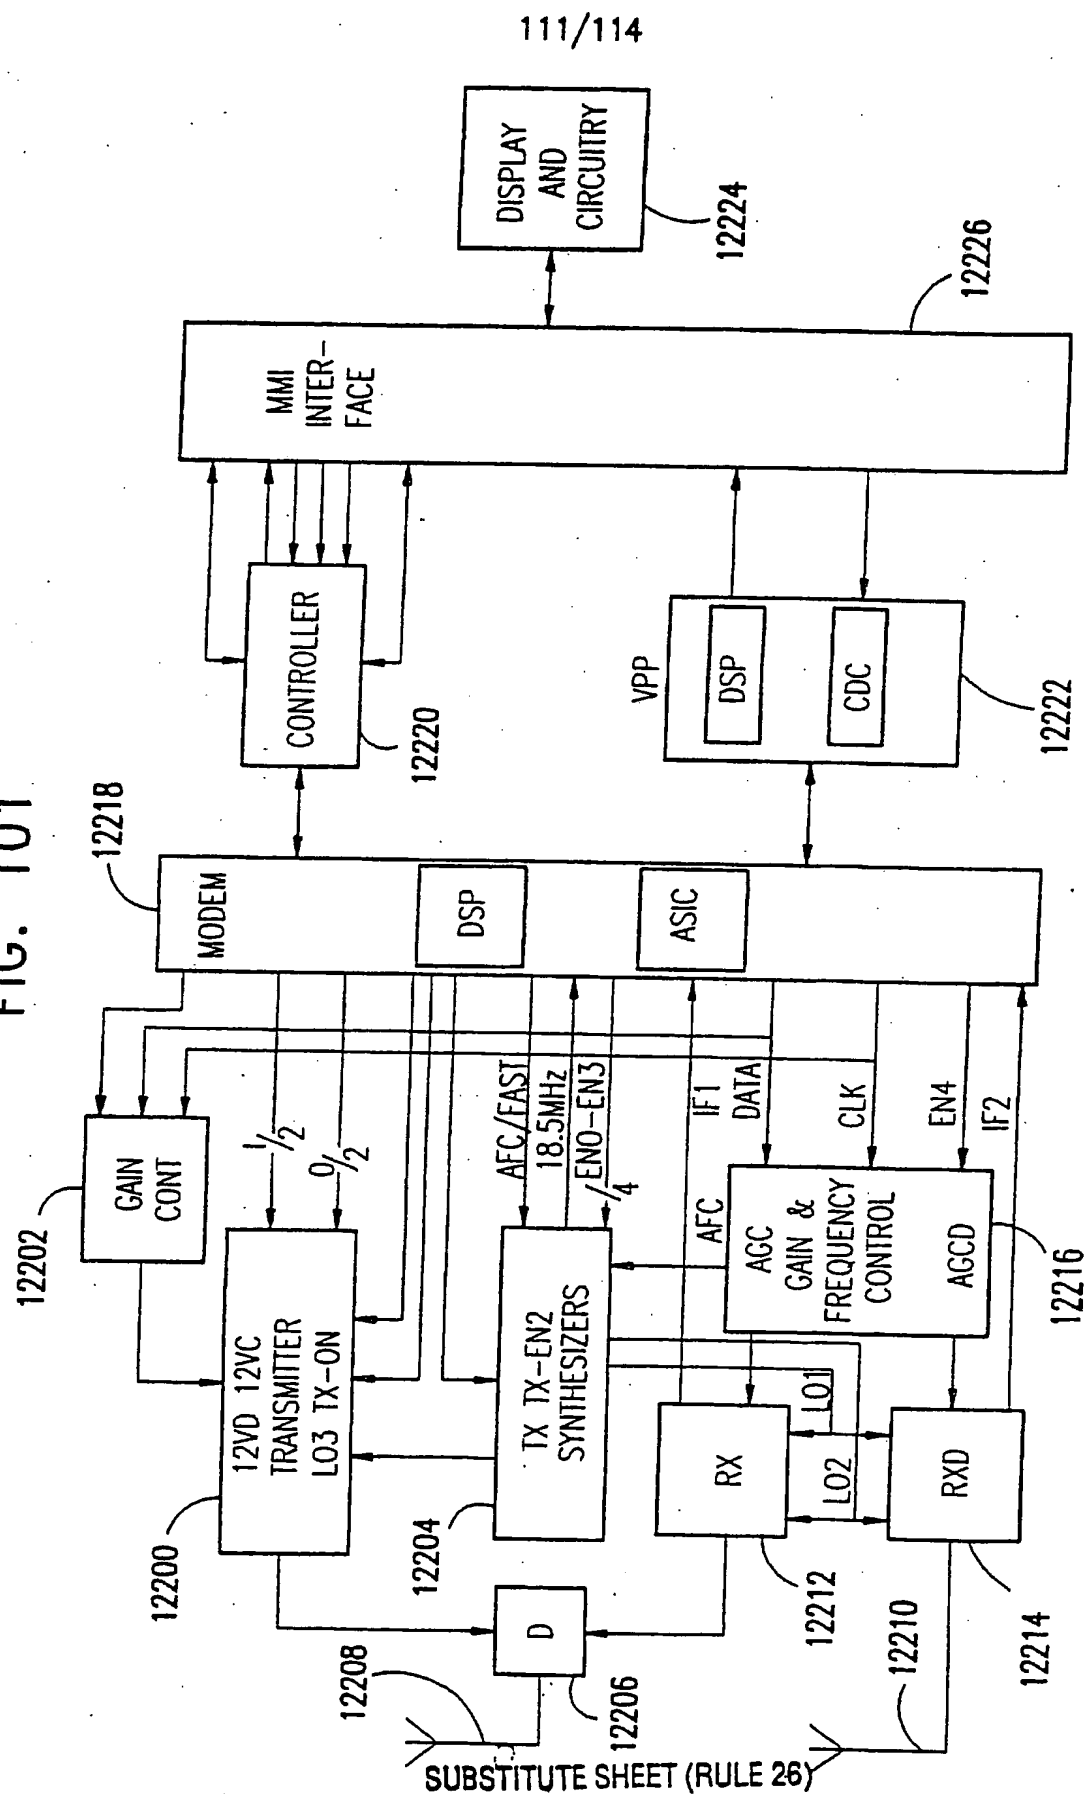 111/114
FIG. 101
12202
GAIN
CONT
12218
MODEM
DSP
ASIC
12220
CONTROLLER
MMI
INTER-
FACE
12226
DISPLAY
AND
CIRCUITRY
12224
VPP
DSP
CDC
12222
1/2
0/2
AFC/FAST
18.5MHz
EN0-EN3
/4
IF1
DATA
CLK
EN4
IF2
12200
12VD 12VC
TRANSMITTER
LO3 TX-ON
12204
TX TX-EN2
SYNTHESIZERS
AFC
AGC
GAIN &
FREQUENCY
CONTROL
AGCD
12216
LO1
LO2
RX
12212
RXD
12214
D
12206
12208
12210
SUBSTITUTE SHEET (RULE 26)